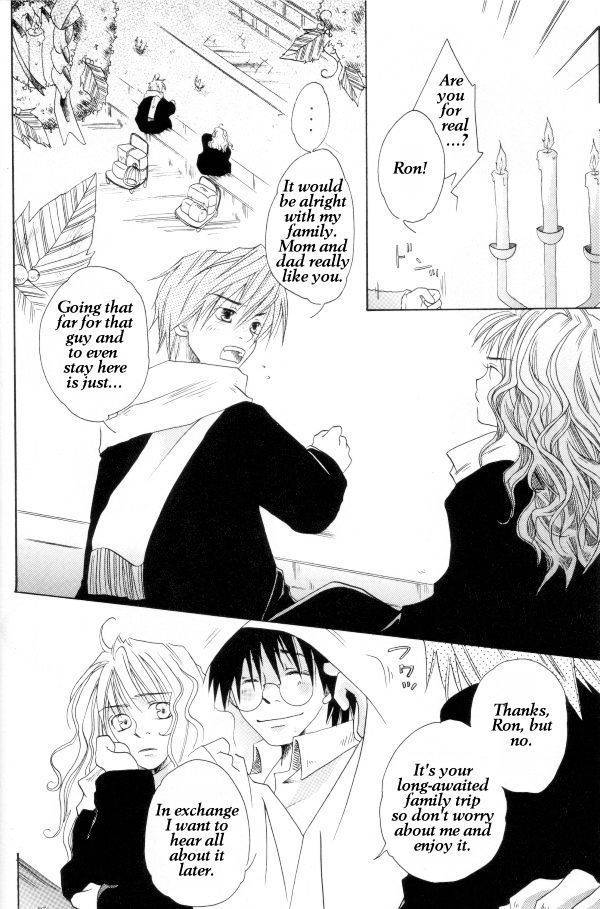 Are
you
for
real
...?
Ron!
...
It would
be alright
with my
family.
Mom and
dad really
like you.
Going that
far for that
guy and
to even
stay here
is just...
Thanks,
Ron, but
no.
It's your
long-awaited
family trip
so don't worry
about me and
enjoy it.
In exchange
I want to
hear all
about it
later.